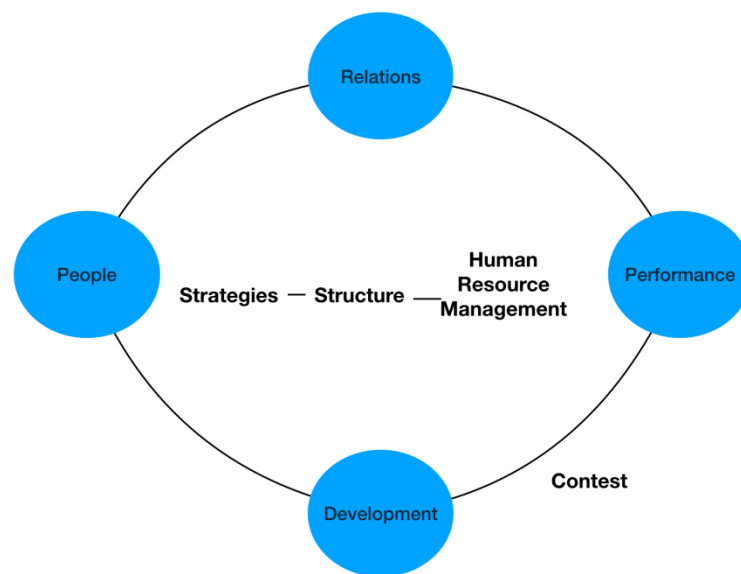 Relations
People
Strategies — Structure —
Human
Resource
Management
Performance
Contest
Development